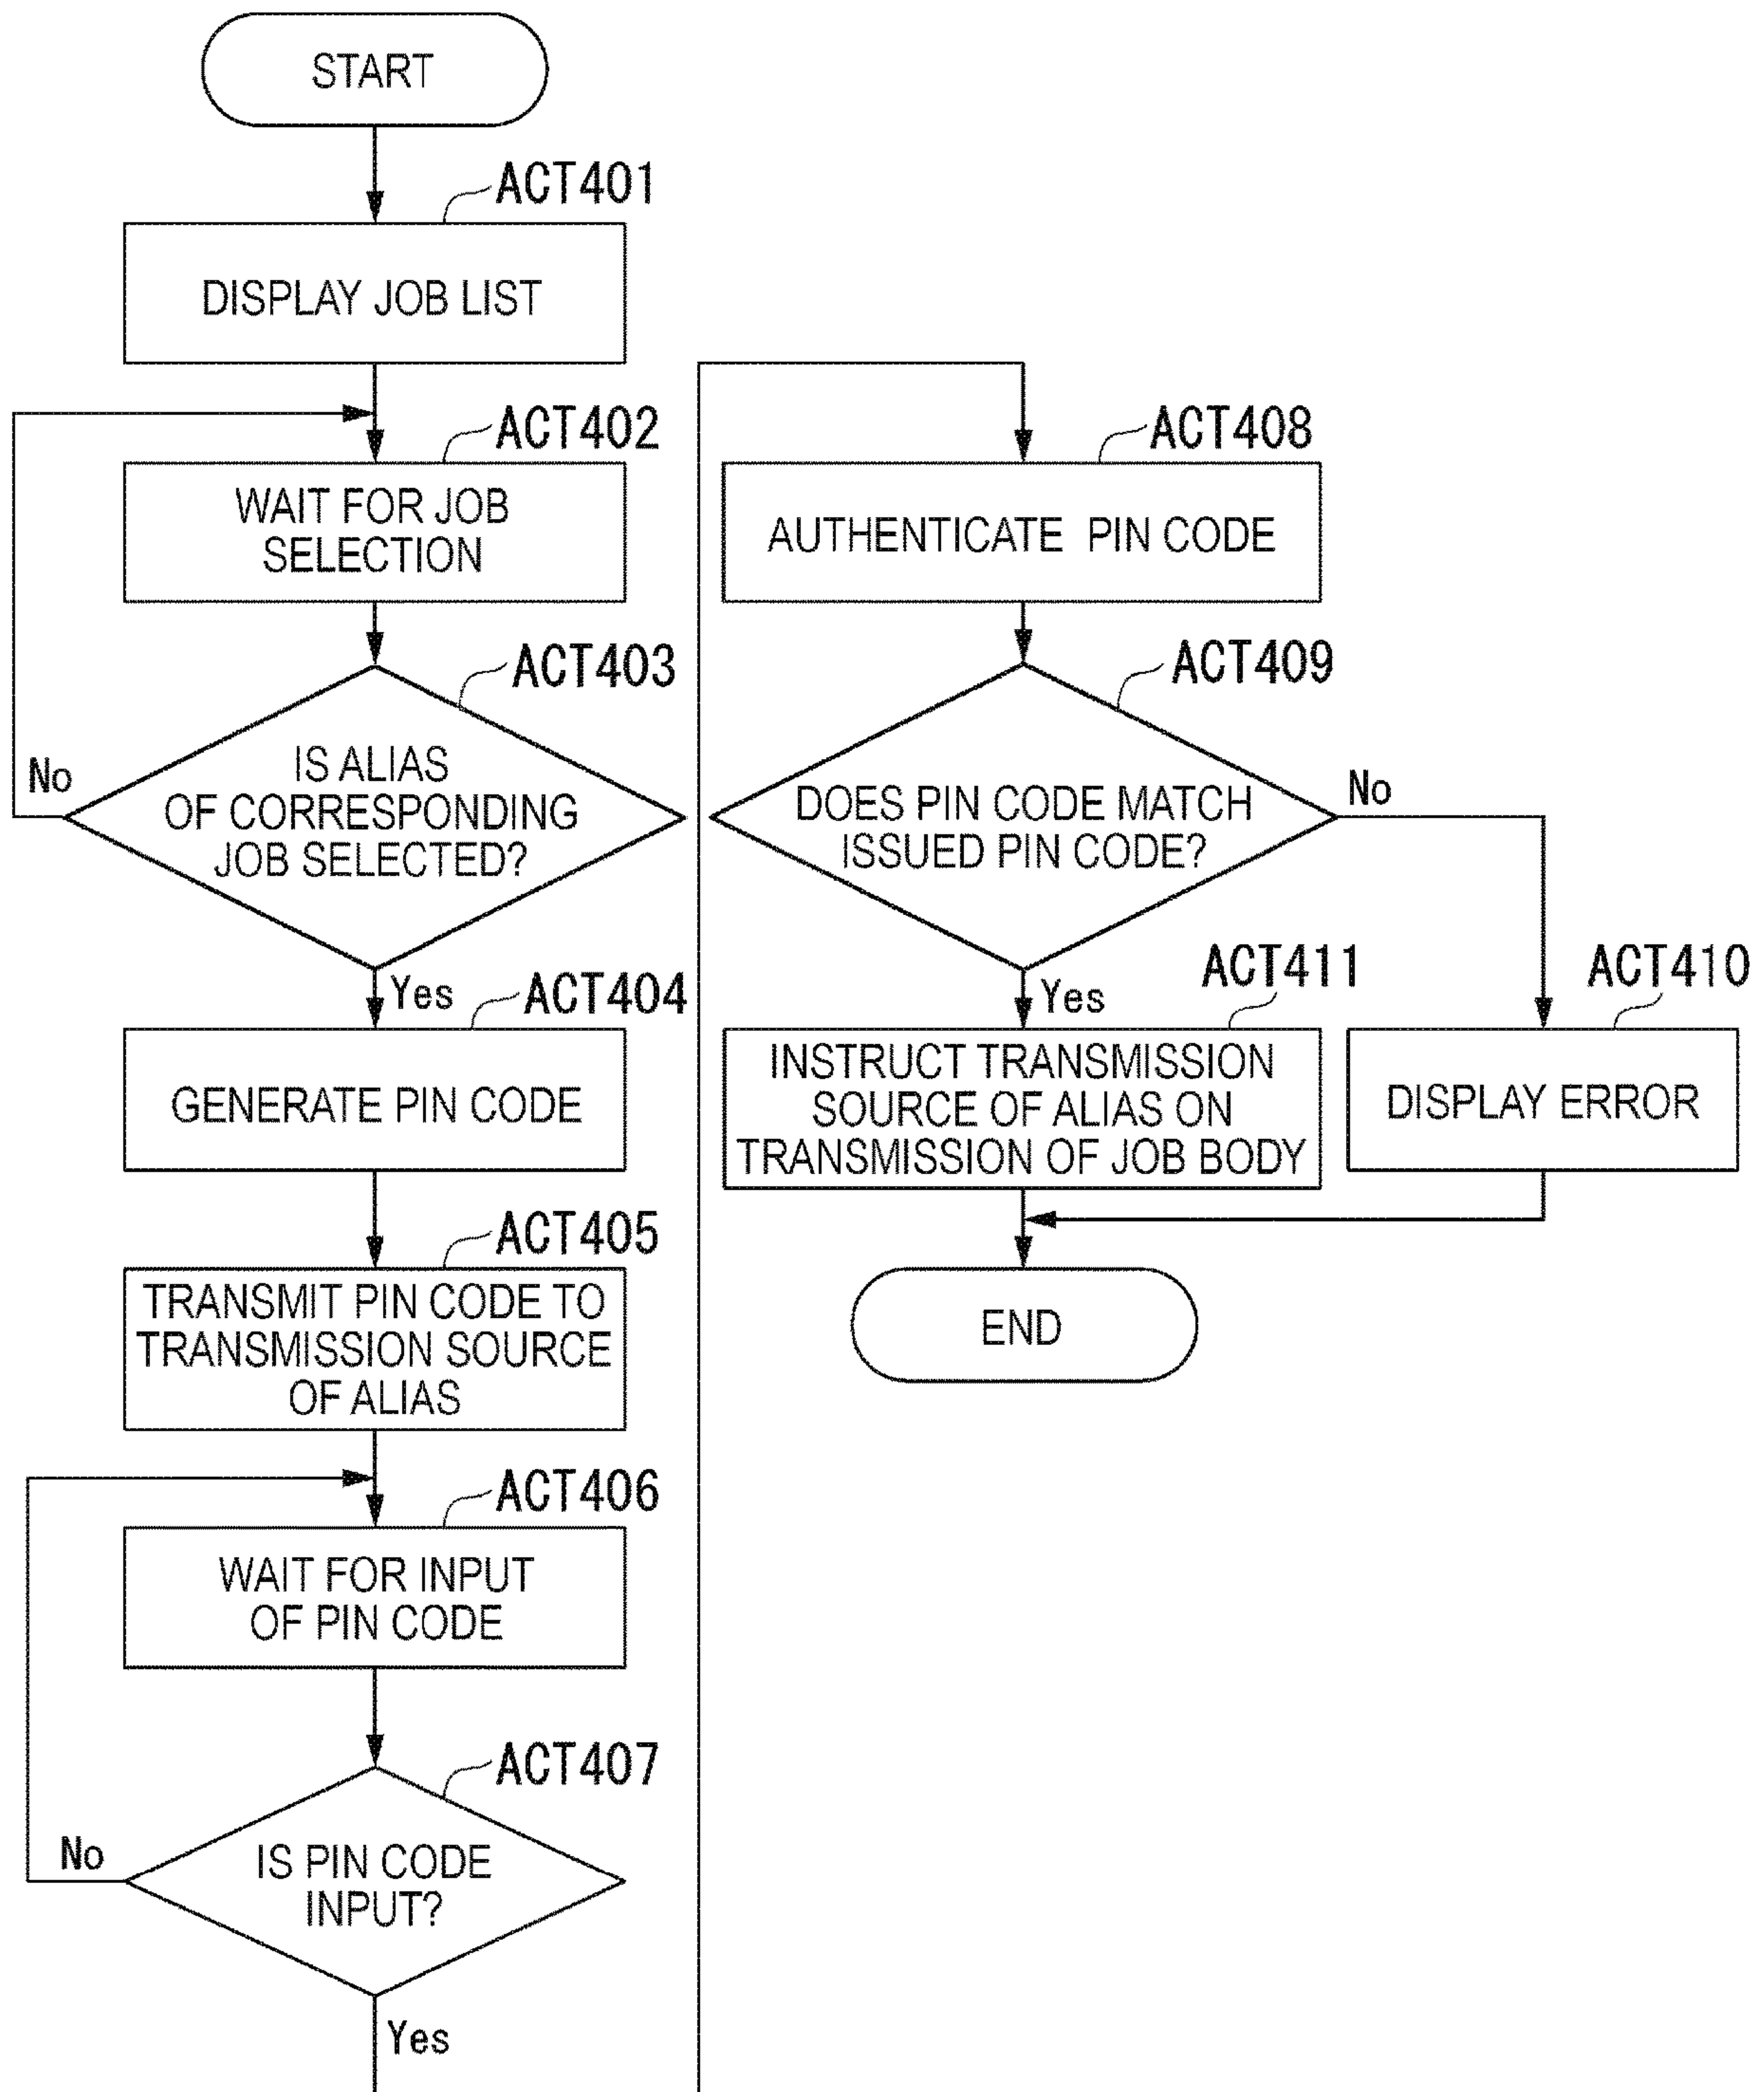 START
ACT401
DISPLAY JOB LIST
ACT402
WAIT FOR JOB
SELECTION
ACT403
IS ALIAS
OF CORRESPONDING
JOB SELECTED?
No
Yes
ACT404
GENERATE PIN CODE
ACT405
TRANSMIT PIN CODE TO
TRANSMISSION SOURCE
OF ALIAS
ACT406
WAIT FOR INPUT
OF PIN CODE
ACT407
IS PIN CODE
INPUT?
No
Yes
ACT408
AUTHENTICATE PIN CODE
ACT409
DOES PIN CODE MATCH
ISSUED PIN CODE?
No
Yes
ACT411
INSTRUCT TRANSMISSION
SOURCE OF ALIAS ON
TRANSMISSION OF JOB BODY
ACT410
DISPLAY ERROR
END